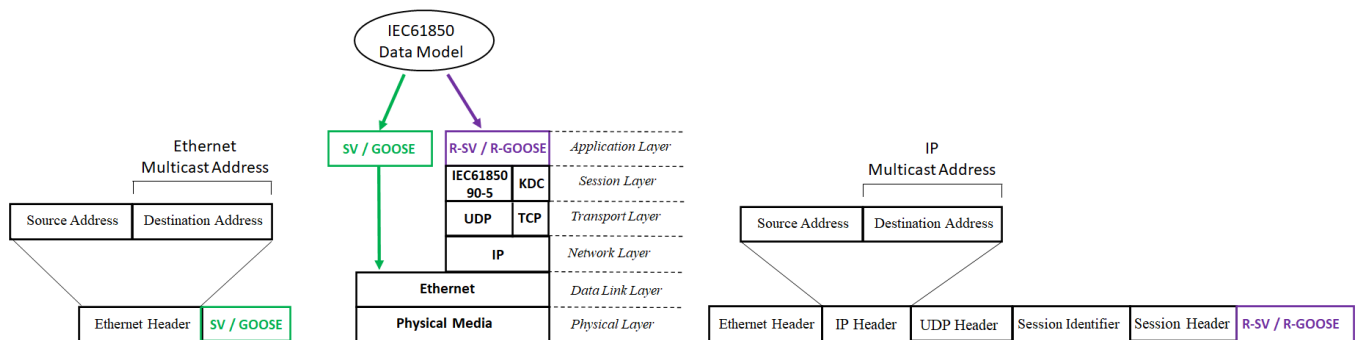 IEC61850
Data Model
Ethernet
Multicast Address
Source Address
Destination Address
Ethernet Header
SV / GOOSE
SV / GOOSE
R-SV / R-GOOSE
Application Layer
IEC61850
90-5
KDC
Session Layer
UDP
TCP
Transport Layer
IP
Network Layer
Ethernet
Data Link Layer
Physical Media
Physical Layer
IP
Multicast Address
Source Address
Destination Address
Ethernet Header
IP Header
UDP Header
Session Identifier
Session Header
R-SV / R-GOOSE